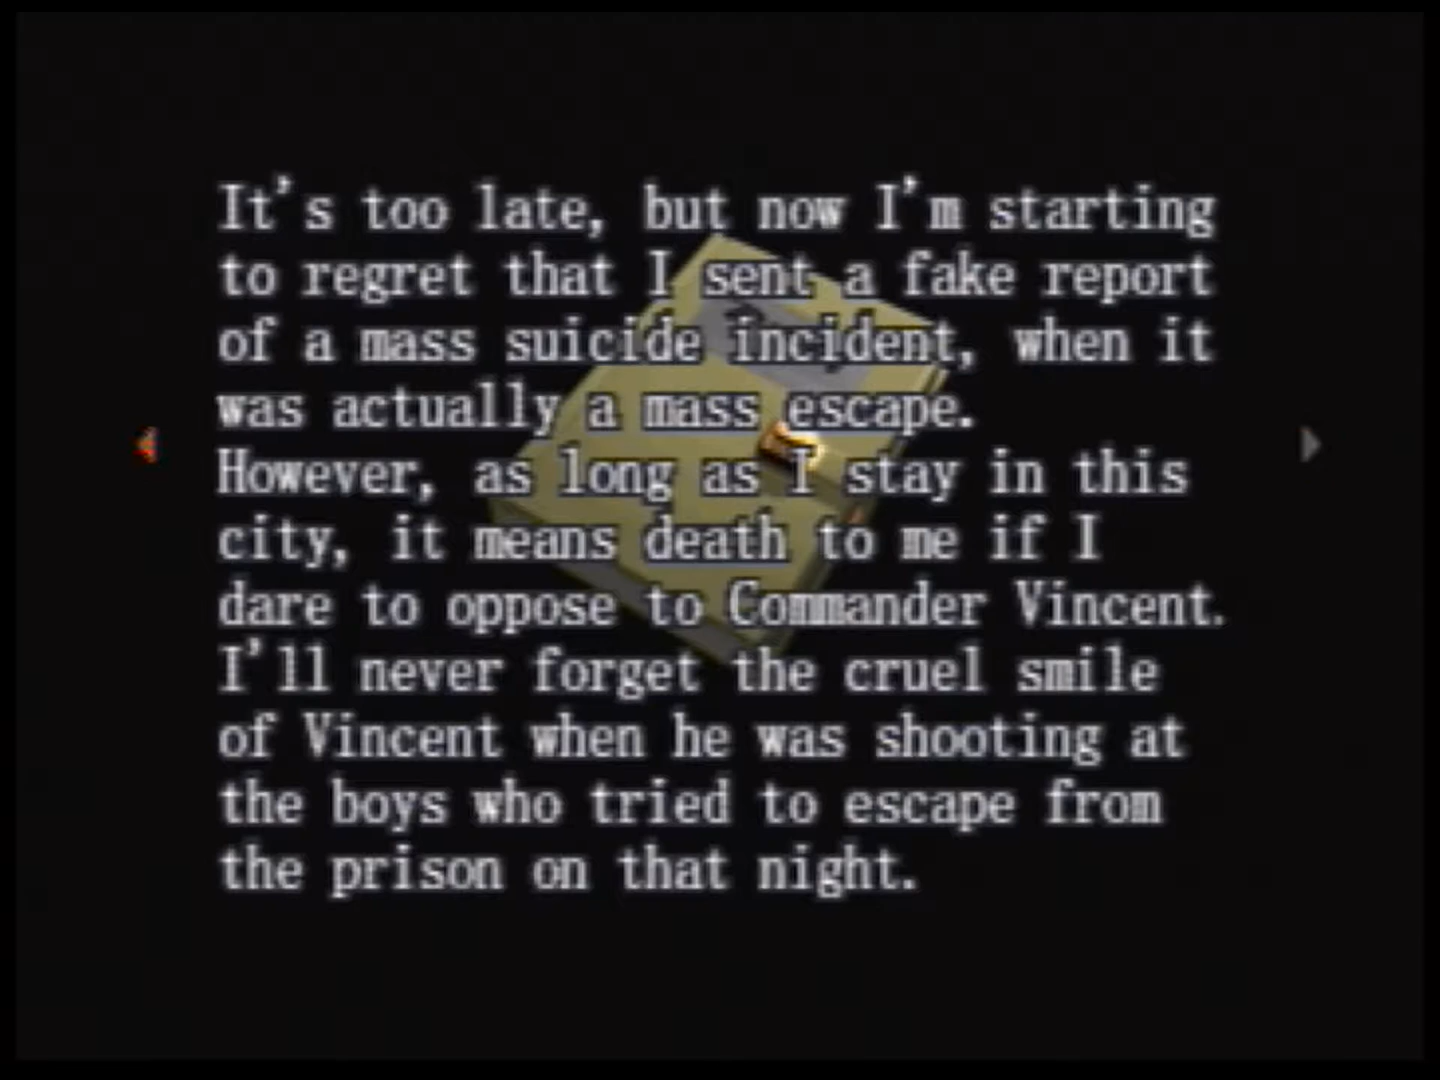 It's too late, but now I'm starting
to regret that I sent a fake report
of a mass suicide incident, when it
was actually a mass escape.
However, as long as I stay in this
city, it means death to me if I
dare to oppose to Commander Vincent.
I'll never forget the cruel smile
of Vincent when he was shooting at
the boys who tried to escape from
the prison on that night.